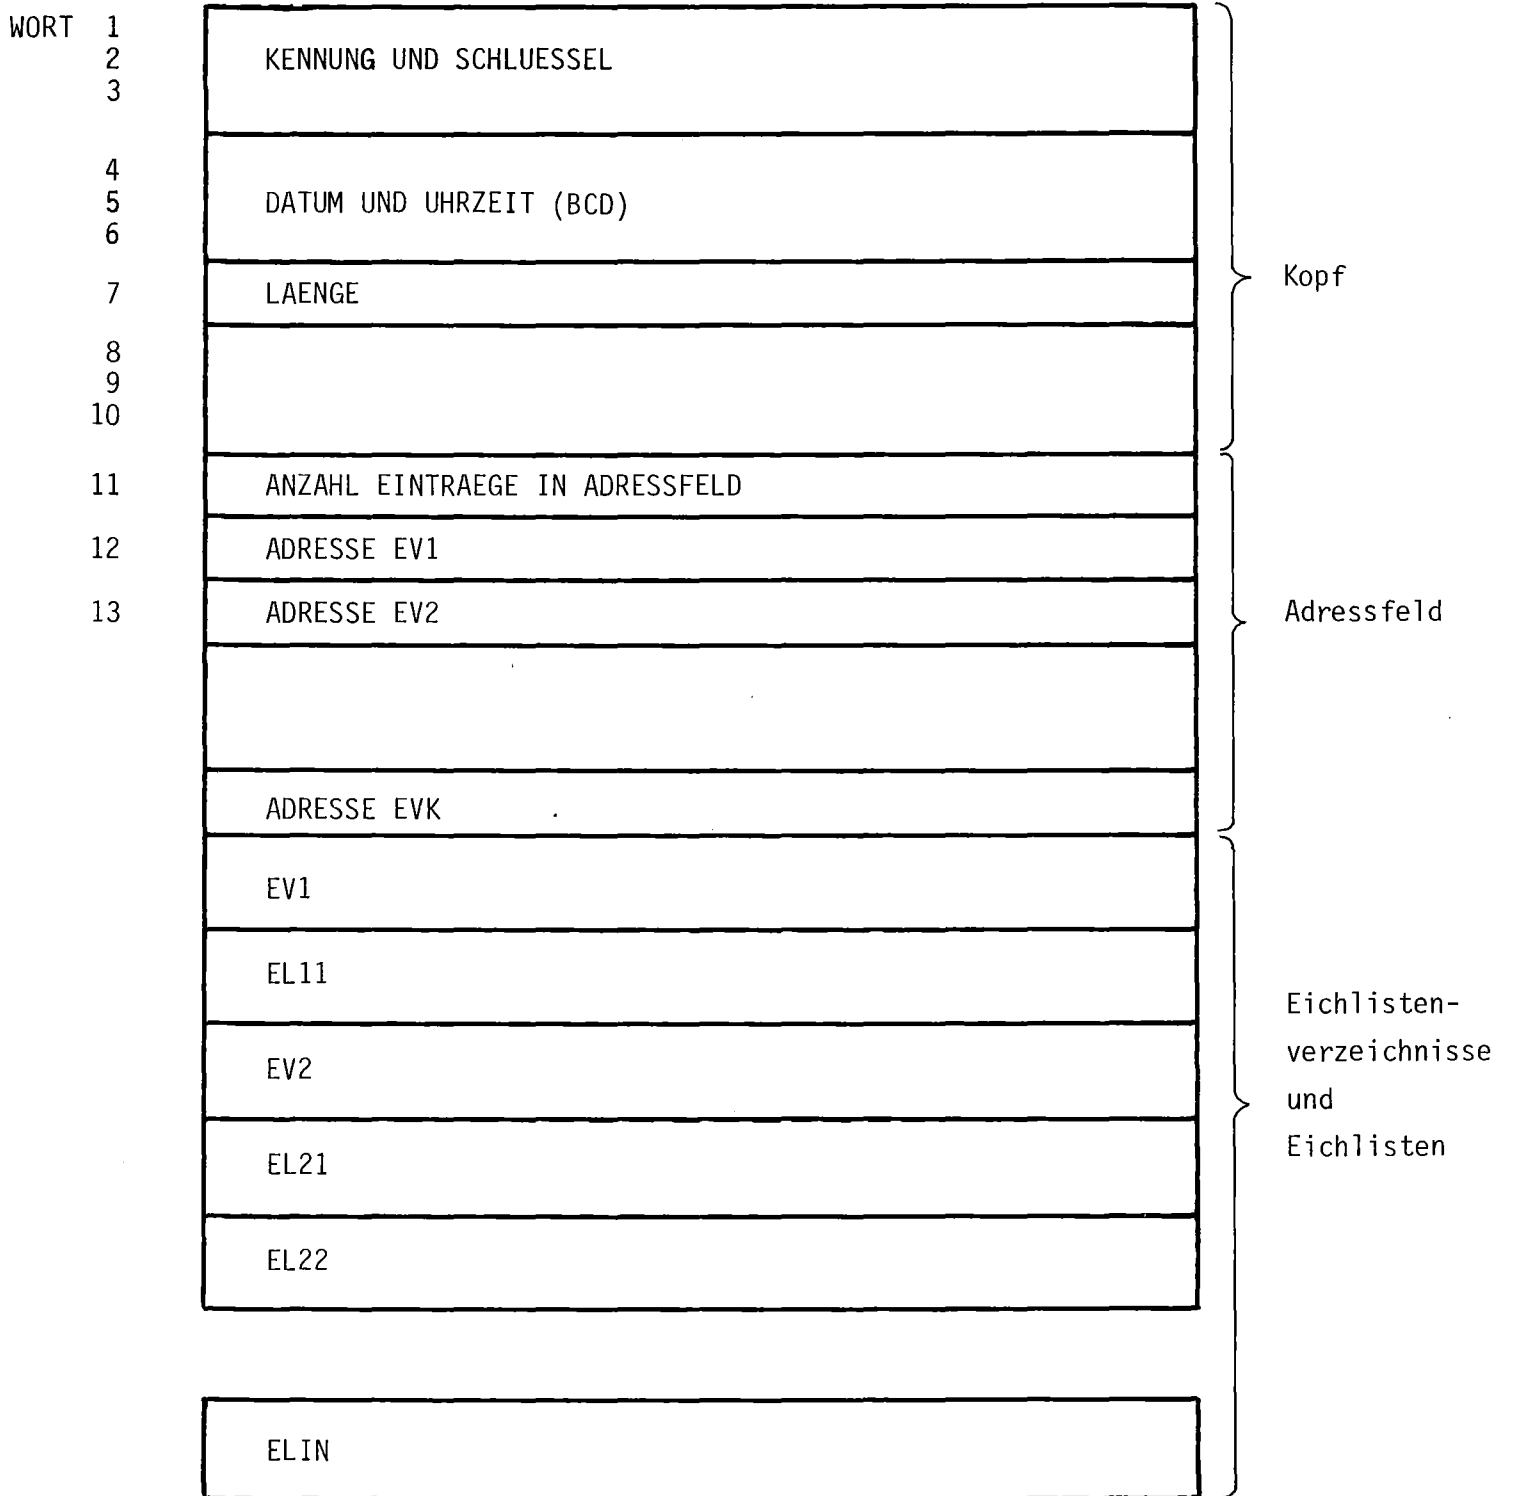 WORT 1
2 KENNUNG UND SCHLUESSEL
3
4
5 DATUM UND UHRZEIT (BCD)
6
7 LAENGE
Kopf
8
9
10
11 ANZAHL EINTRAEGE IN ADRESSFELD
12 ADRESSE EV1
13 ADRESSE EV2
Adressfeld
ADRESSE EVK
EV1
EL11
EV2
EL21
EL22
Eichlisten-
verzeichnisse
und
Eichlisten
ELIN